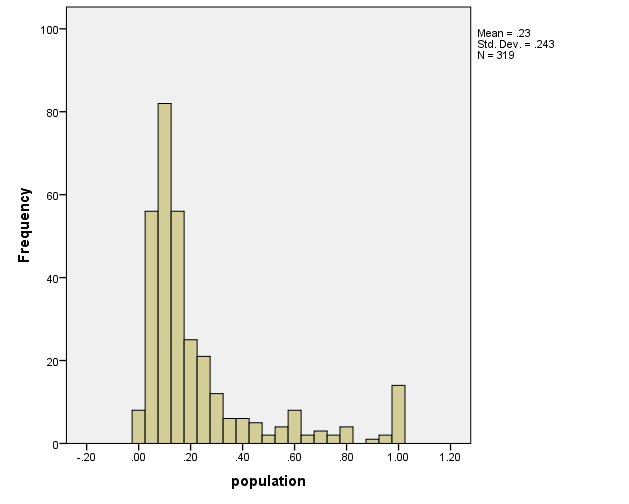 Mean = .23
Std. Dev. = .243
N = 319
100
80
60
40
20
0
Frequency
-.20 .00 .20 .40 .60 .80 1.00 1.20
population